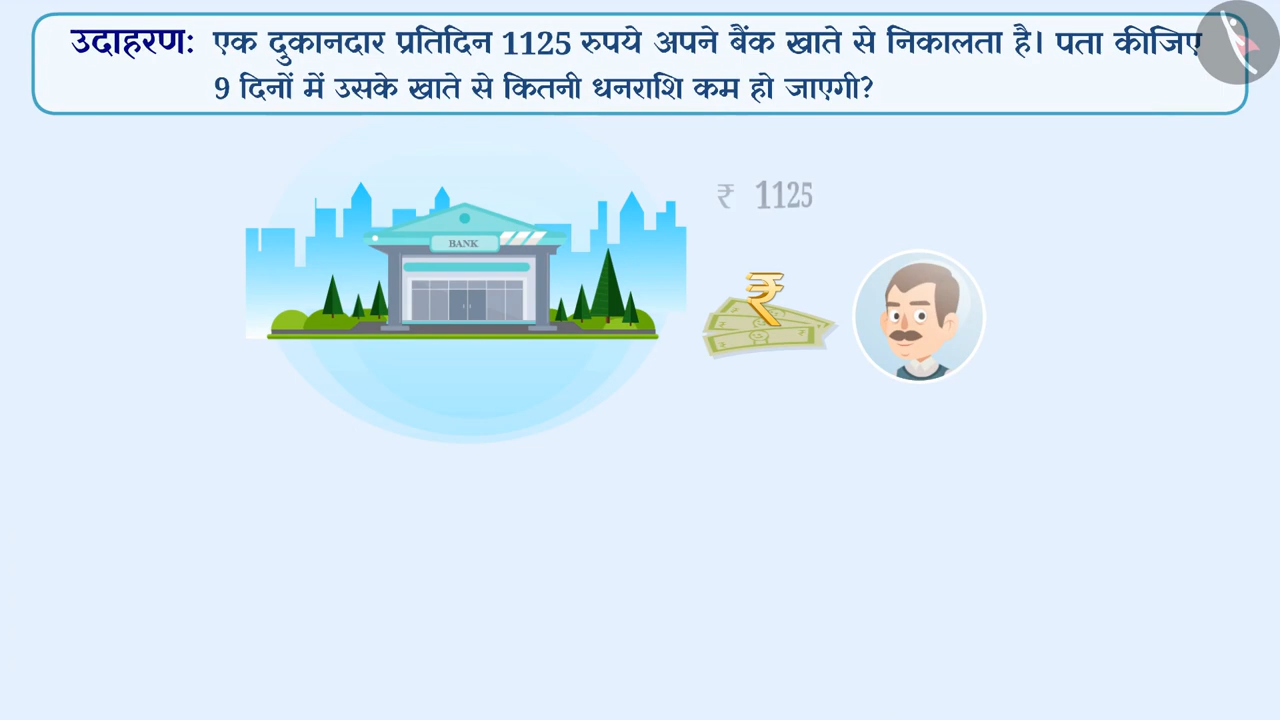 उदाहरण: एक दुकानदार प्रतिदिन 1125 रुपये अपने बैंक खाते से निकालता है। पता कीजिए
9 दिनों में उसके खाते से कितनी धनराशि कम हो जाएगी?
₹ 1125
BANK
₹